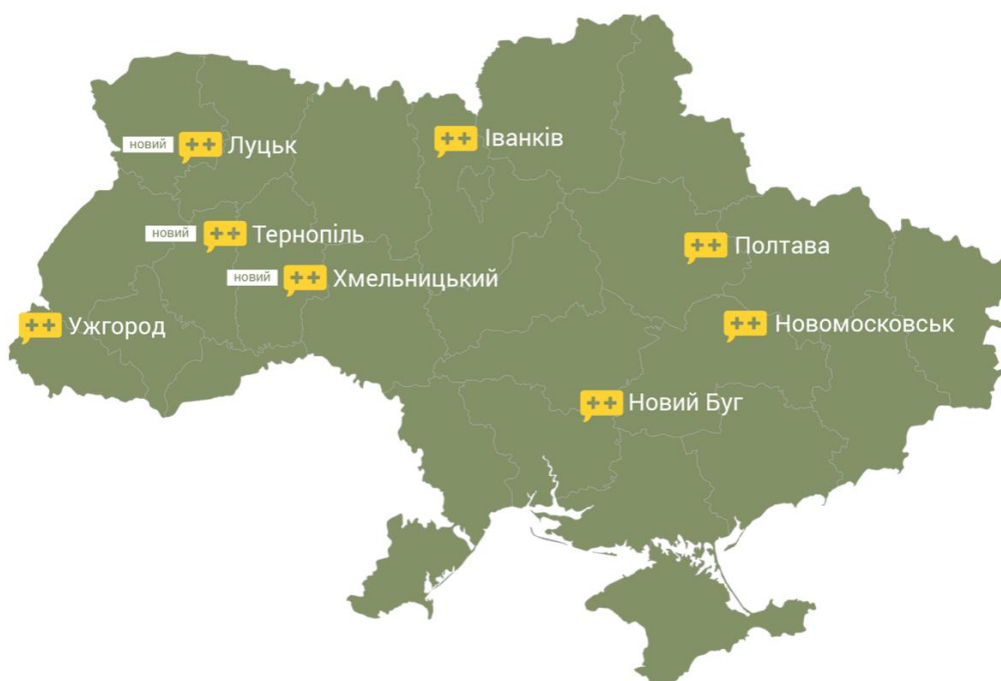 новий ++ Луцьк
++ Іванків
новий ++ Тернопіль
++ Полтава
новий ++ Хмельницький
++ Ужгород
++ Новомосковськ
++ Новий Буг